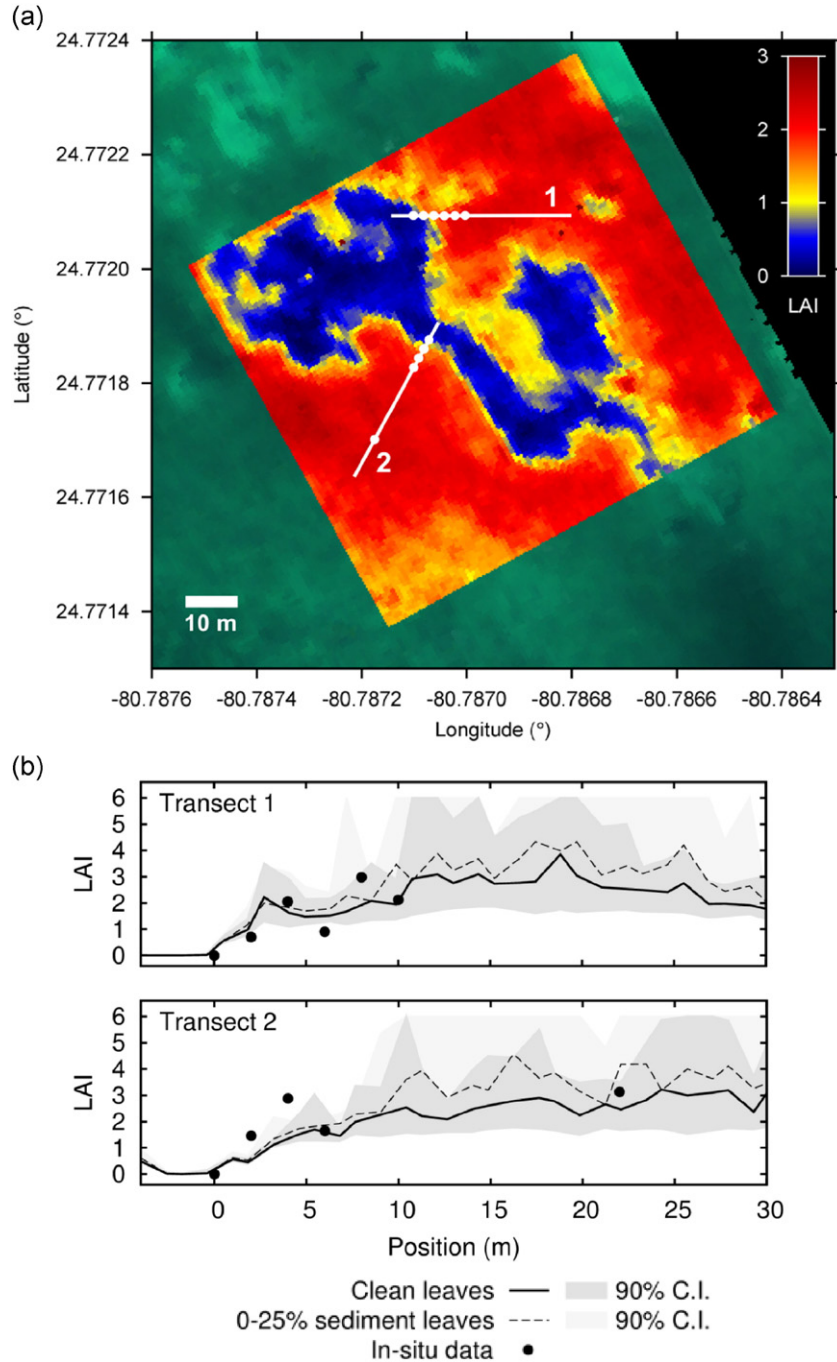 (a)
24.7724
24.7722
24.7720
24.7718
24.7716
24.7714
Latitude (°)
3
2
1
0
LAI
1
2
10 m
-80.7876 -80.7874 -80.7872 -80.7870 -80.7868 -80.7866 -80.7864
Longitude (°)
(b)
Transect 1
6
5
4
3
2
1
0
LAI
Transect 2
6
5
4
3
2
1
0
LAI
0 5 10 15 20 25 30
Position (m)
Clean leaves 90% C.I.
0-25% sediment leaves 90% C.I.
In-situ data